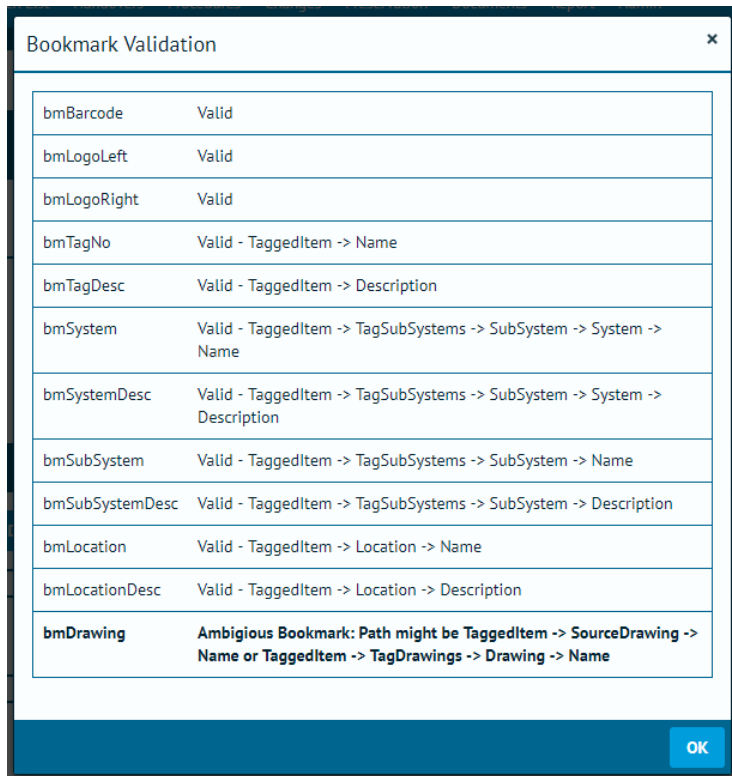 Bookmark Validation ×
bmBarcode Valid
bmLogoLeft Valid
bmLogoRight Valid
bmTagNo Valid - TaggedItem -> Name
bmTagDesc Valid - TaggedItem -> Description
bmSystem Valid - TaggedItem -> TagSubSystems -> SubSystem -> System ->
Name
bmSystemDesc Valid - TaggedItem -> TagSubSystems -> SubSystem -> System ->
Description
bmSubSystem Valid - TaggedItem -> TagSubSystems -> SubSystem -> Name
bmSubSystemDesc Valid - TaggedItem -> TagSubSystems -> SubSystem -> Description
bmLocation Valid - TaggedItem -> Location -> Name
bmLocationDesc Valid - TaggedItem -> Location -> Description
bmDrawing Ambigious Bookmark: Path might be TaggedItem -> SourceDrawing ->
Name or TaggedItem -> TagDrawings -> Drawing -> Name
OK